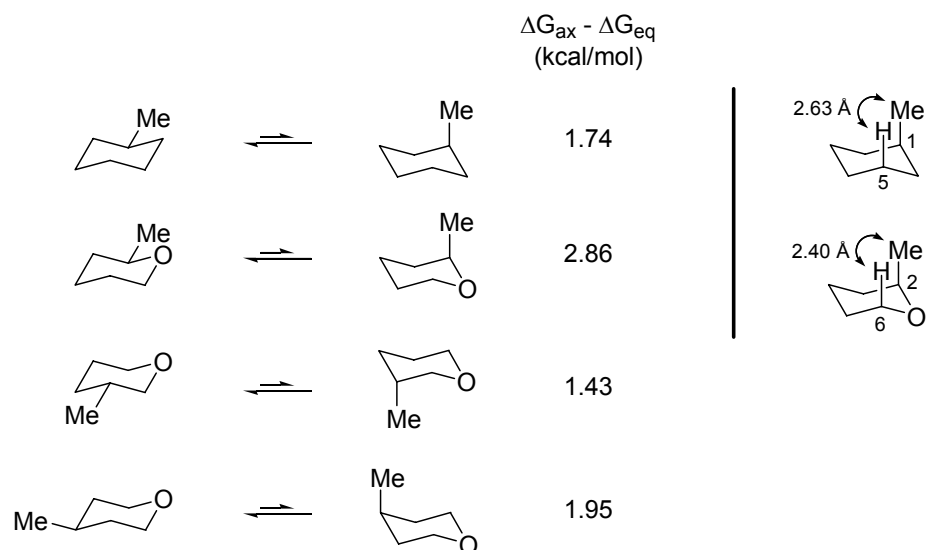 ΔGax - ΔGeq
(kcal/mol)
Me
Me
1.74
2.63 Å
Me
H
1
5
Me
O
Me
O
2.86
2.40 Å
Me
H
2
O
6
O
Me
O
Me
1.43
Me
O
Me
O
1.95